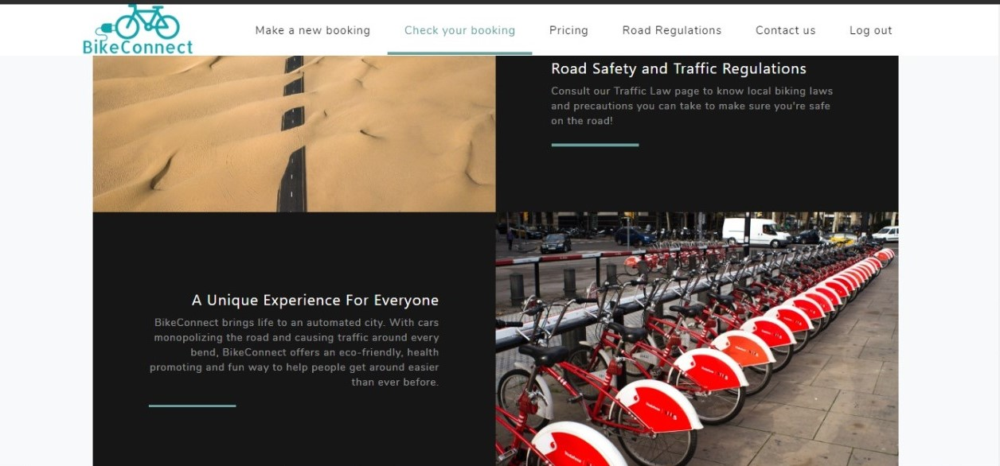 BikeConnect
Make a new booking
Check your booking
Pricing
Road Regulations
Contact us
Log out
Road Safety and Traffic Regulations
Consult our Traffic Law page to know local biking laws
and precautions you can take to make sure you're safe
on the road!
A Unique Experience For Everyone
BikeConnect brings life to an automated city. With cars
monopolizing the road and causing traffic around every
bend, BikeConnect offers an eco-friendly, health
promoting and fun way to help people get around easier
than ever before.